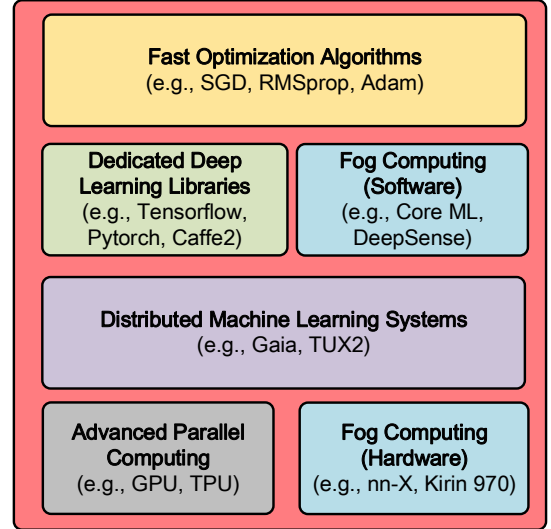 Fast Optimization Algorithms
(e.g., SGD, RMSprop, Adam)
Dedicated Deep
Learning Libraries
(e.g., Tensorflow,
Pytorch, Caffe2)
Fog Computing
(Software)
(e.g., Core ML,
DeepSense)
Distributed Machine Learning Systems
(e.g., Gaia, TUX2)
Advanced Parallel
Computing
(e.g., GPU, TPU)
Fog Computing
(Hardware)
(e.g., nn-X, Kirin 970)